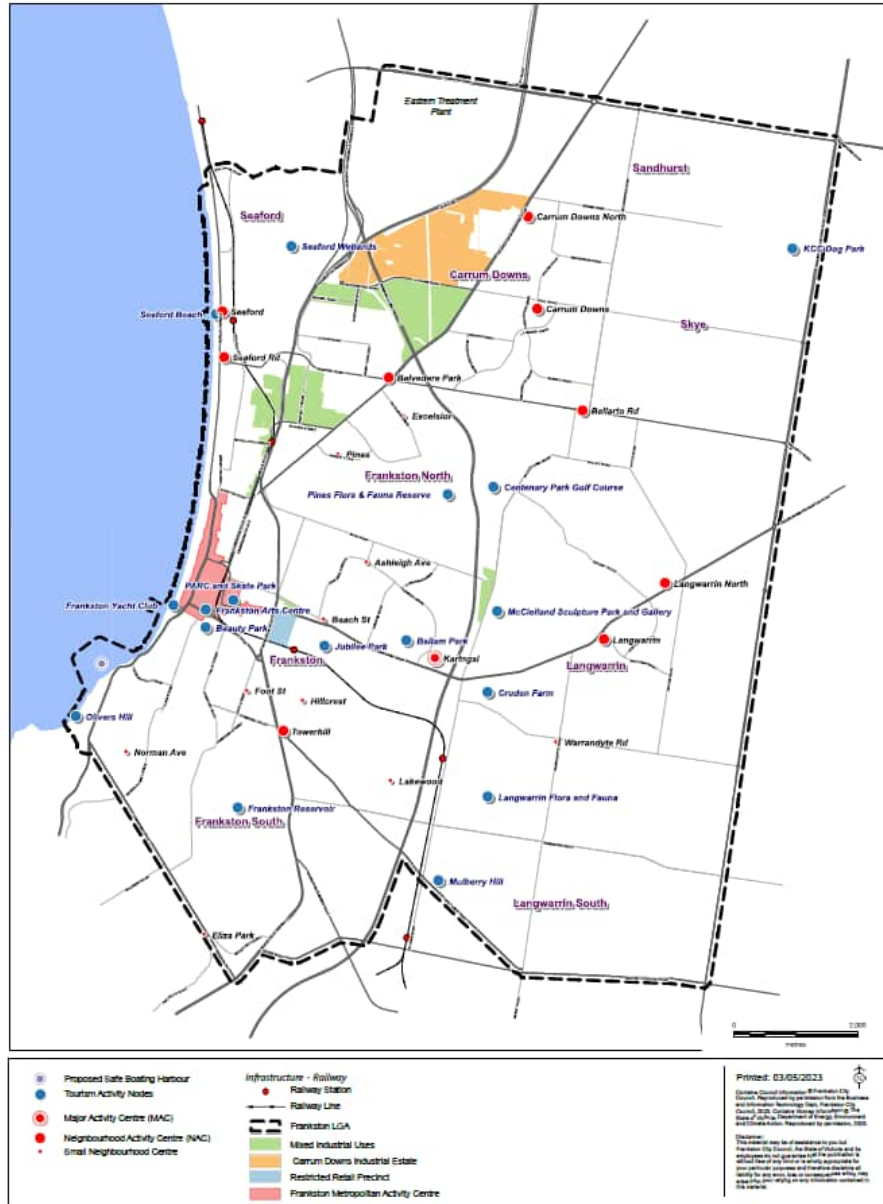 Eastern Treatment
Plant
Sandhurst
Seaford
Carrum Downs North
Seaford Wetlands
KCC Dog Park
Carrum Downs
Seaford Beach
Seaford
Carrum Downs
Skye
Seaford Rd
Belvedere Park
Ballarto Rd
Excelsior
Pines
Frankston North
Centenary Park Golf Course
Pines Flora & Fauna Reserve
Ashleigh Ave
Langwarrin North
PARC and Skate Park
Frankston Yacht Club
Frankston Arts Centre
McClelland Sculpture Park and Gallery
Beach St
Beauty Park
Ballam Park
Langwarrin
Jubilee Park
Karingal
Frankston
Langwarrin
Foot St
Hillcrest
Cruden Farm
Olivers Hill
Towerhill
Warrandyte Rd
Norman Ave
Lakewood
Langwarrin Flora and Fauna
Frankston Reservoir
Frankston South
Mulberry Hill
Langwarrin South
Eliza Park
0
2,000
metres
Proposed Safe Boating Harbour
Tourism Activity Nodes
Major Activity Centre (MAC)
Neighbourhood Activity Centre (NAC)
Small Neighbourhood Centre
Infrastructure - Railway
Railway Station
Railway Line
Frankston LGA
Mixed Industrial Uses
Carrum Downs Industrial Estate
Restricted Retail Precinct
Frankston Metropolitan Activity Centre
Printed: 03/05/2023
Disclaimer: